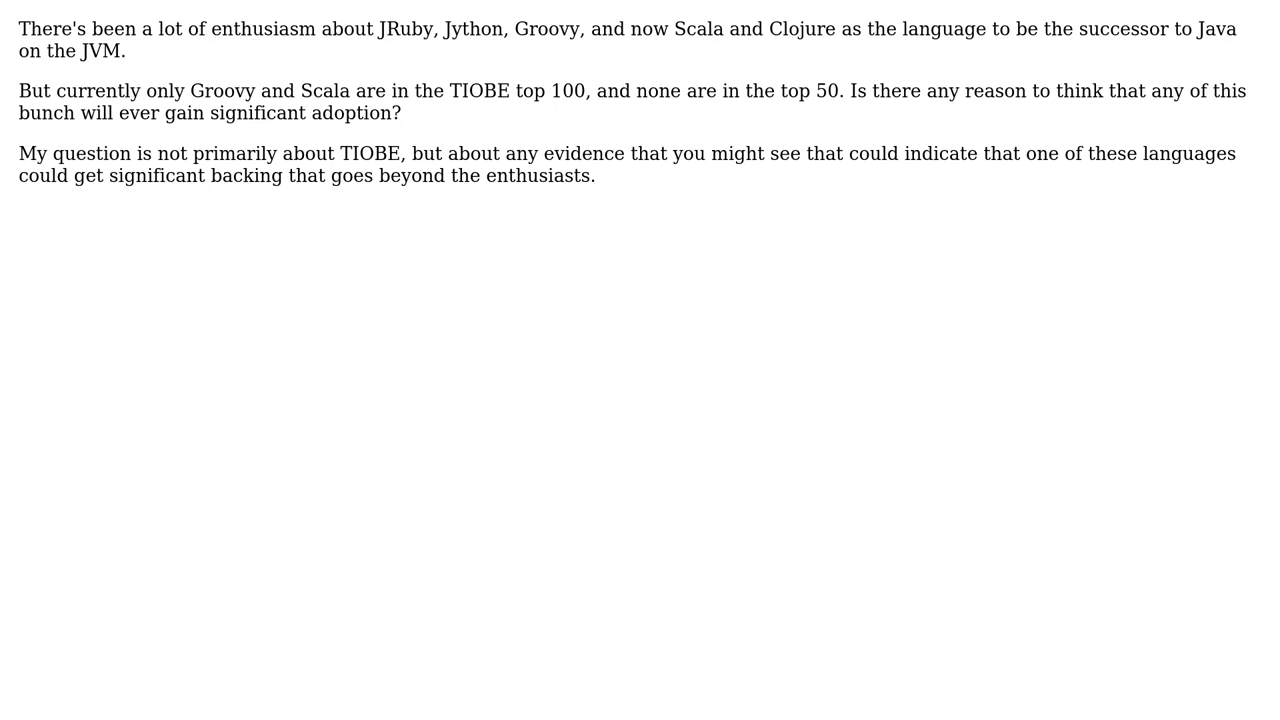 There's been a lot of enthusiasm about JRuby, Jython, Groovy, and now Scala and Clojure as the language to be the successor to Java
on the JVM.
But currently only Groovy and Scala are in the TIOBE top 100, and none are in the top 50. Is there any reason to think that any of this
bunch will ever gain significant adoption?
My question is not primarily about TIOBE, but about any evidence that you might see that could indicate that one of these languages
could get significant backing that goes beyond the enthusiasts.